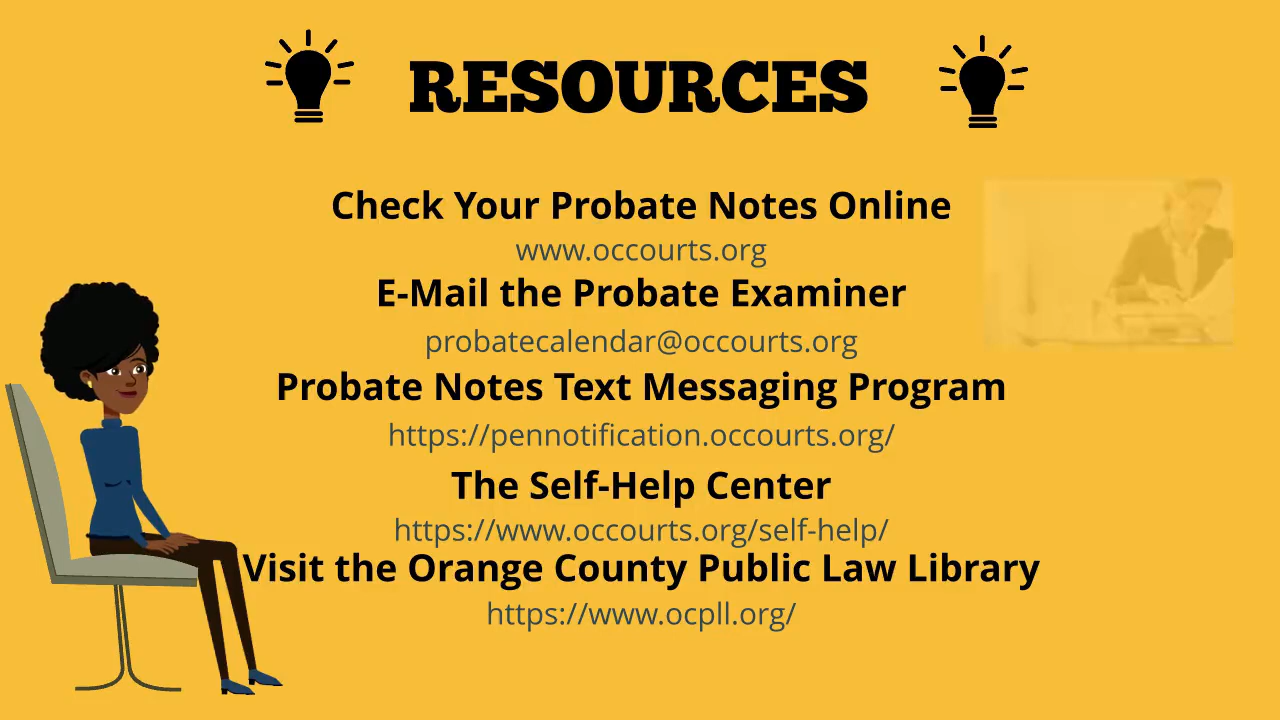 RESOURCES
Check Your Probate Notes Online
www.occourts.org
E-Mail the Probate Examiner
probatecalendar@occourts.org
Probate Notes Text Messaging Program
https://pennotification.occourts.org/
The Self-Help Center
https://www.occourts.org/self-help/
Visit the Orange County Public Law Library
https://www.ocpll.org/